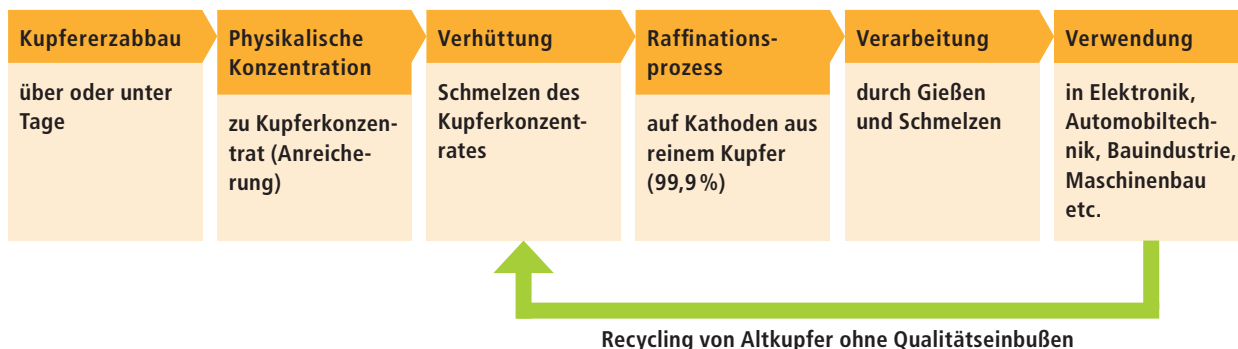 Kupfererzabbau
über oder unter
Tage
Physikalische
Konzentration
zu Kupferkonzen-
trat (Anreiche-
rung)
Verhüttung
Schmelzen des
Kupferkonzent-
rates
Raffinations-
prozess
auf Kathoden aus
reinem Kupfer
(99,9 %)
Verarbeitung
durch Gießen
und Schmelzen
Verwendung
in Elektronik,
Automobiltech-
nik, Bauindustrie,
Maschinenbau
etc.
Recycling von Altkupfer ohne Qualitätseinbußen